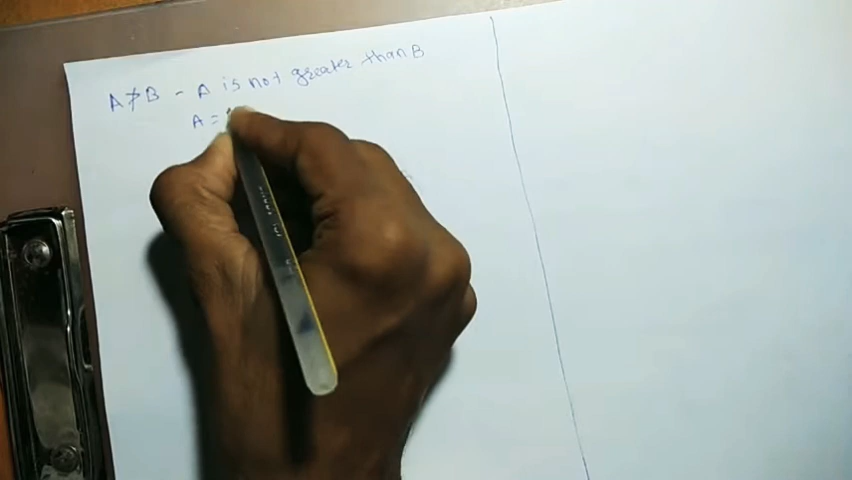 A ≯ B - A is not greater than B
A =